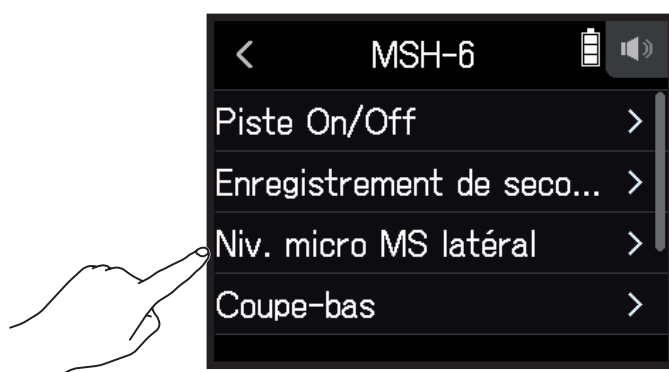 MSH-6
Piste On/Off
Enregistrement de seco...
Niv. micro MS latéral
Coupe-bas